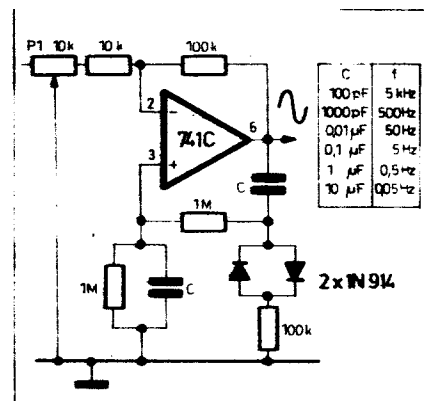 P1 10k 10k 100k
2 -
741C 6
3 +
C
1M
1M C
2x1N914
100k
C f
100pF 5kHz
1000pF 500Hz
0,01µF 50Hz
0,1 µF 5Hz
1 µF 0,5Hz
10 µF 0,05Hz